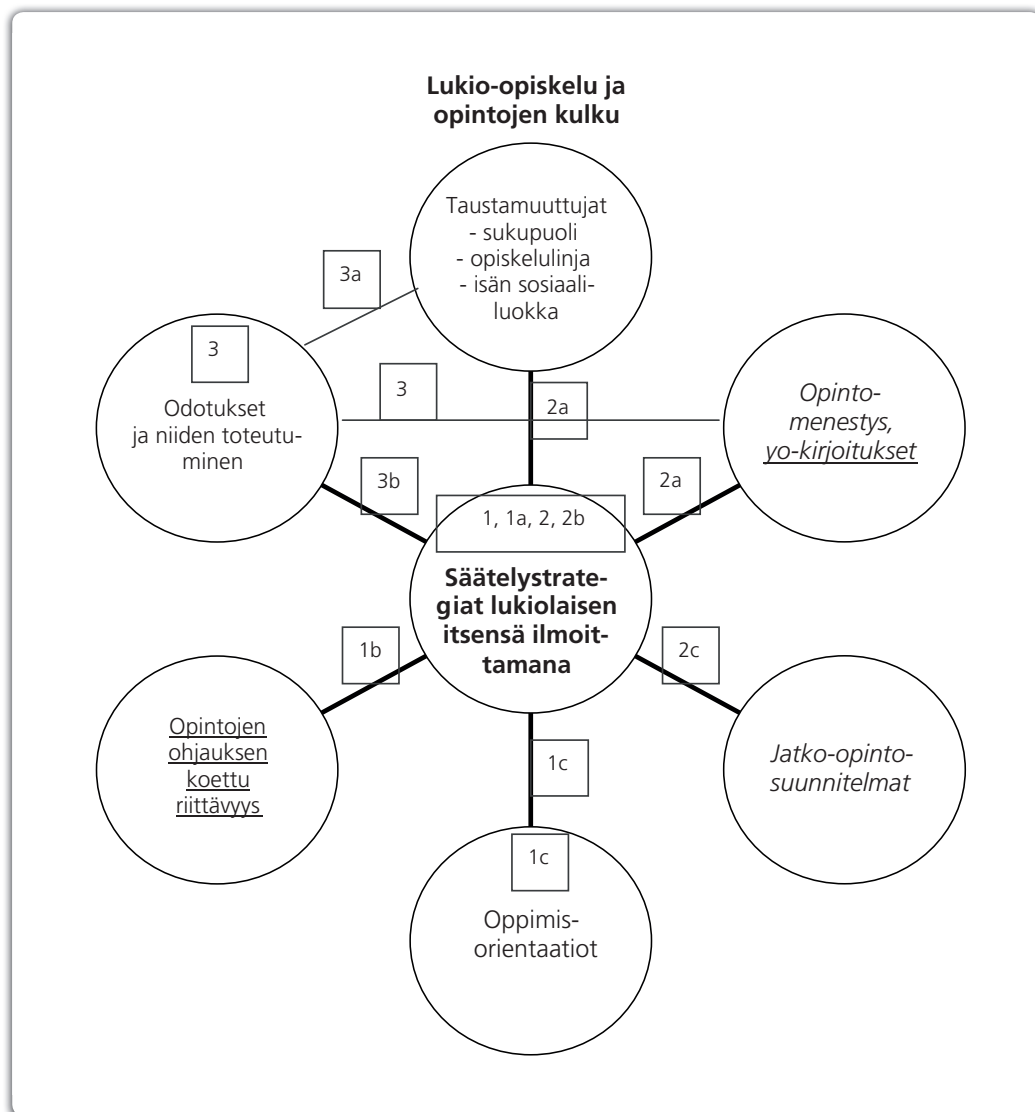 Lukio-opiskelu ja
opintojen kulku
Taustamuuttujat
- sukupuoli
- opiskelulinja
- isän sosiaali-
luokka
3a
3
Odotukset
ja niiden toteutu-
minen
3
2a
Opinto-
menestys,
yo-kirjoitukset
3b
2a
1, 1a, 2, 2b
Säätelystrate-
giat lukiolaisen
itsensä ilmoit-
tamana
1b
2c
Opintojen
ohjauksen
koettu
riittävyys
1c
Jatko-opinto-
suunnitelmat
1c
Oppimis-
orientaatiot